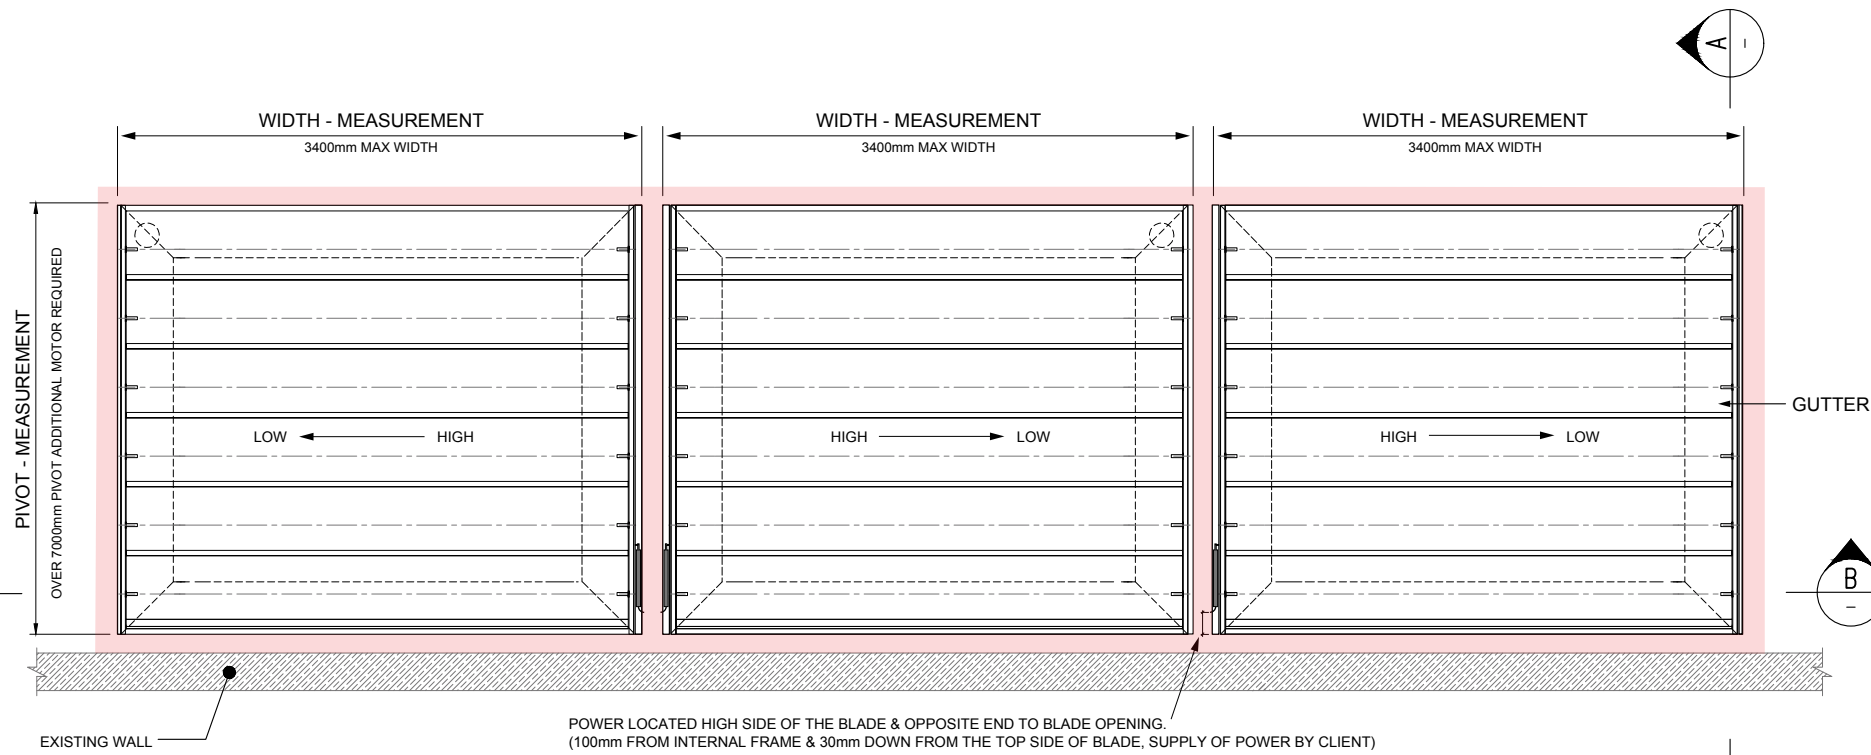 A
-
WIDTH - MEASUREMENT
3400mm MAX WIDTH
WIDTH - MEASUREMENT
3400mm MAX WIDTH
WIDTH - MEASUREMENT
3400mm MAX WIDTH
PIVOT - MEASUREMENT
OVER 7000mm PIVOT ADDITIONAL MOTOR REQUIRED
LOW HIGH
HIGH LOW
HIGH LOW
GUTTER
B
-
EXISTING WALL
POWER LOCATED HIGH SIDE OF THE BLADE & OPPOSITE END TO BLADE OPENING.
(100mm FROM INTERNAL FRAME & 30mm DOWN FROM THE TOP SIDE OF BLADE, SUPPLY OF POWER BY CLIENT)